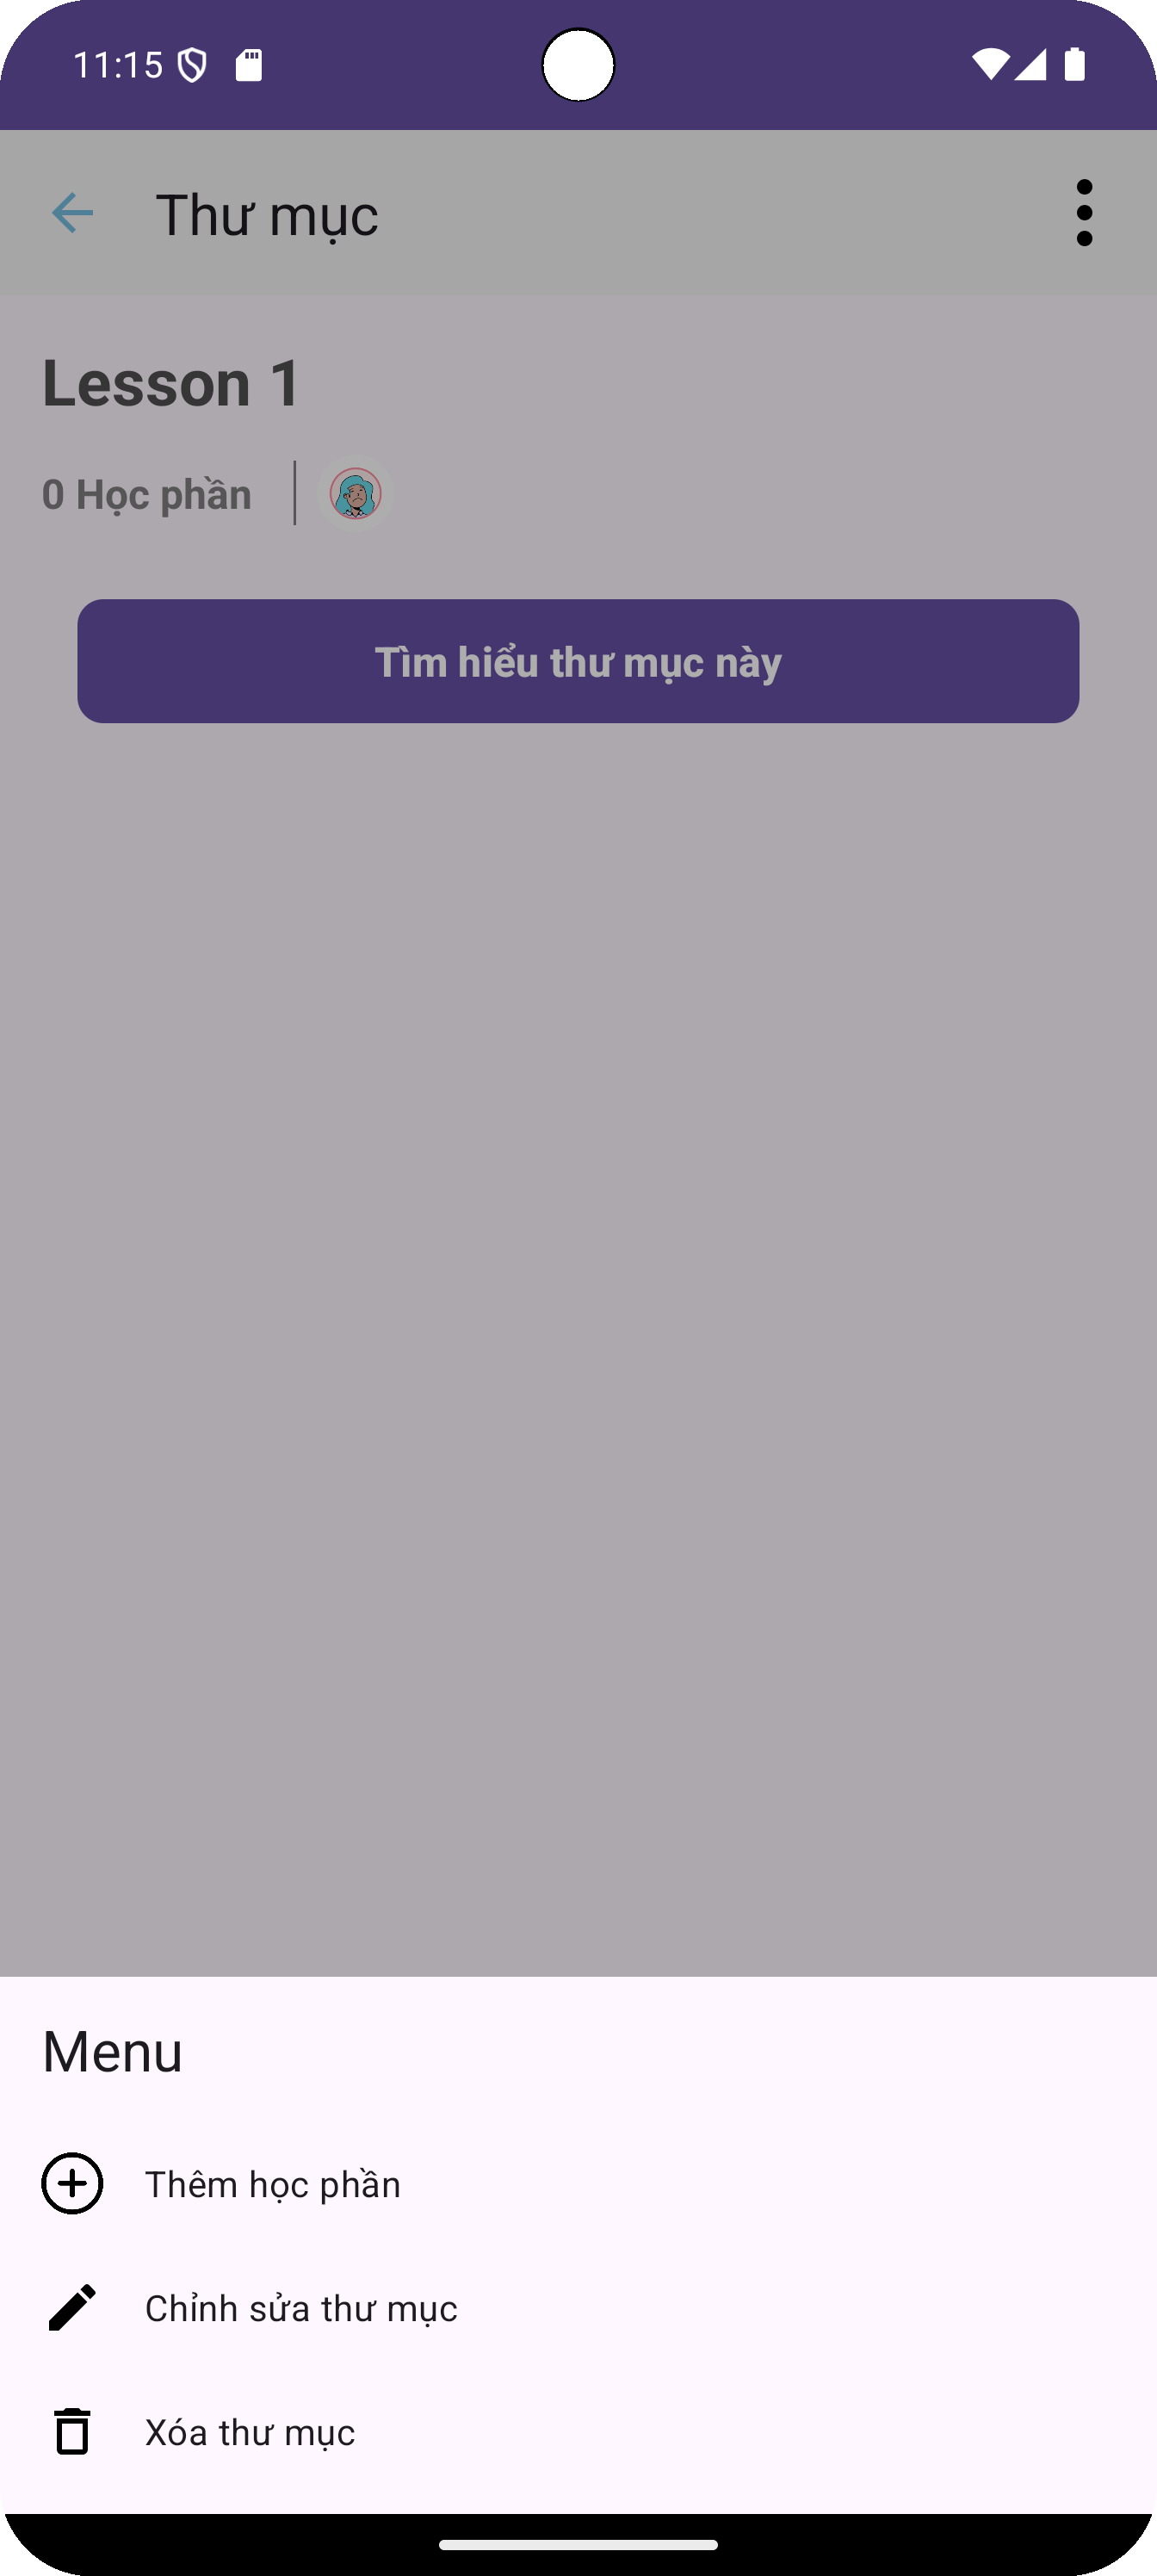 11:15
Thư mục
Lesson 1
0 Học phần
Tìm hiểu thư mục này
Menu
Thêm học phần
Chỉnh sửa thư mục
Xóa thư mục